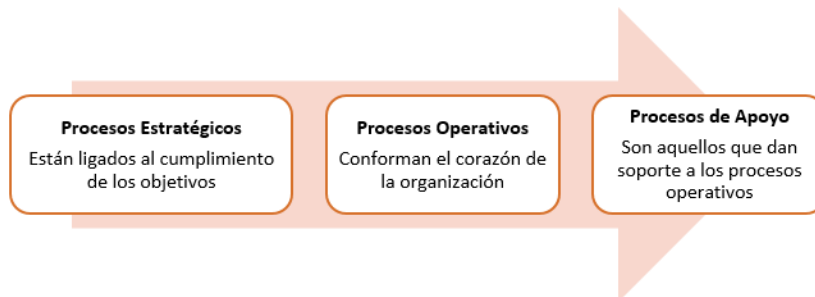 Procesos Estratégicos
Están ligados al cumplimiento
de los objetivos
Procesos Operativos
Conforman el corazón de
la organización
Procesos de Apoyo
Son aquellos que dan
soporte a los procesos
operativos